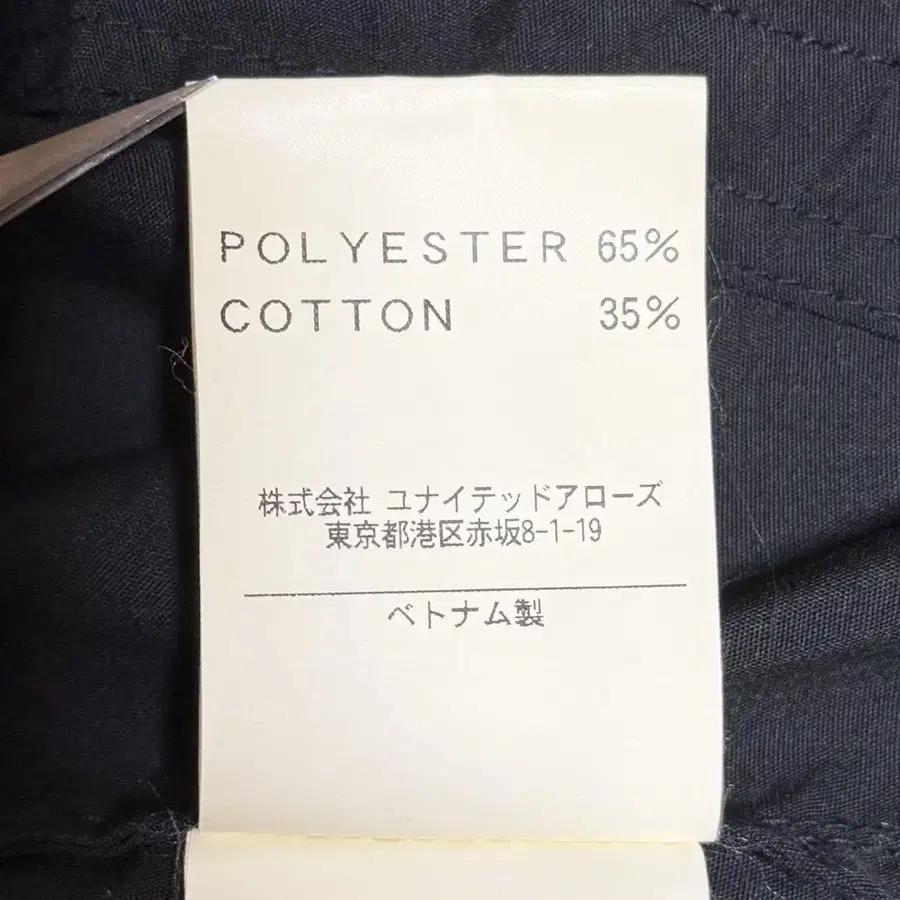 POLYESTER 65%
COTTON 35%
株式会社 ユナイテッドアローズ
東京都港区赤坂8-1-19
ベトナム製